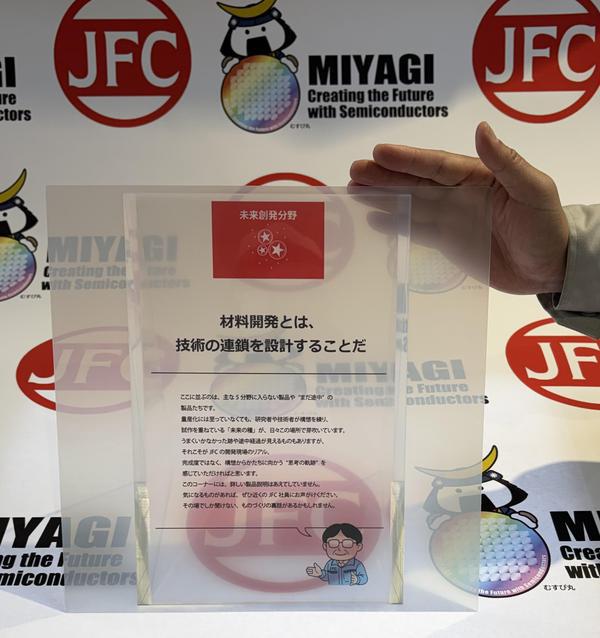 JFC
JFC
MIYAGI
Creating the Future
with Semiconductors
むすび丸
GI
ure
ductors
未来創発分野
材料開発とは、
技術の連鎖を設計することだ
ここに並ぶのは、主な5分野に入らない製品や“まだ途中”の
製品たちです。
量産化には至っていなくても、研究者や技術者が構想を練り、
試作を重ねている「未来の種」が、日々この場所で芽吹いています。
うまくいかなかった跡や途中経過が見えるものもありますが、
それこそが JFC の開発現場のリアル。
完成度ではなく、構想からかたちに向かう“思考の軌跡”を
感じていただければと思います。
このコーナーには、詳しい製品説明はあえてしていません。
気になるものがあれば、ぜひ近くの JFC 社員にお声がけください。
その場でしか聞けない、ものづくりの裏話があるかもしれません。
MIYAGI
Creating the Future
with Semiconductors
JFC
JFC
MIYAGI
Creating the Future
with Semiconductors
JFC
IYAGI
ting the Future
emiconductors
むすび丸
M
Crea
with